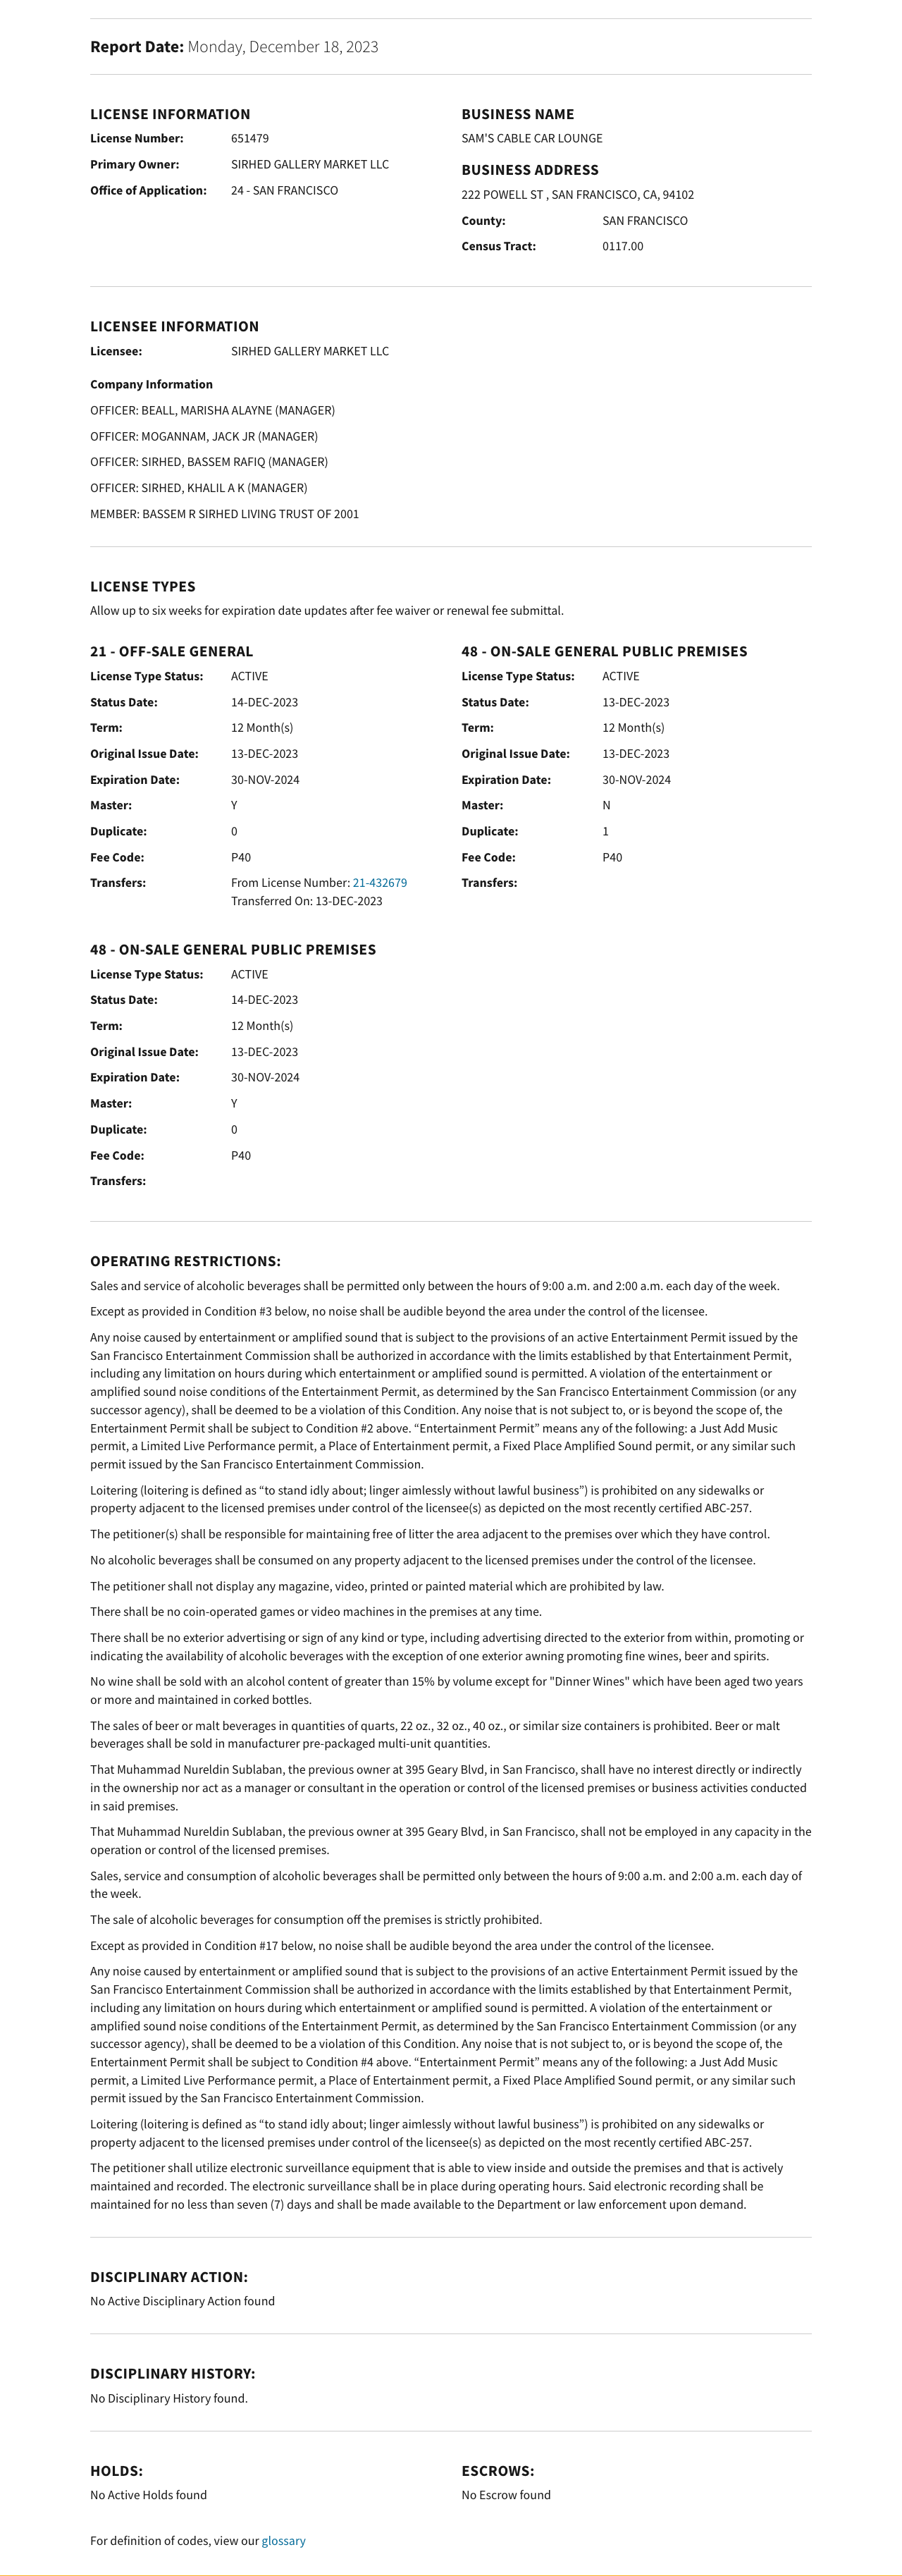 Report Date: Monday, December 18, 2023
LICENSE INFORMATION
License Number: 651479
Primary Owner: SIRHED GALLERY MARKET LLC
Office of Application: 24 - SAN FRANCISCO
BUSINESS NAME
SAM'S CABLE CAR LOUNGE
BUSINESS ADDRESS
222 POWELL ST , SAN FRANCISCO, CA, 94102
County: SAN FRANCISCO
Census Tract: 0117.00
LICENSEE INFORMATION
Licensee: SIRHED GALLERY MARKET LLC
Company Information
OFFICER: BEALL, MARISHA ALAYNE (MANAGER)
OFFICER: MOGANNAM, JACK JR (MANAGER)
OFFICER: SIRHED, BASSEM RAFIQ (MANAGER)
OFFICER: SIRHED, KHALIL A K (MANAGER)
MEMBER: BASSEM R SIRHED LIVING TRUST OF 2001
LICENSE TYPES
Allow up to six weeks for expiration date updates after fee waiver or renewal fee submittal.
21 - OFF-SALE GENERAL
License Type Status: ACTIVE
Status Date: 14-DEC-2023
Term: 12 Month(s)
Original Issue Date: 13-DEC-2023
Expiration Date: 30-NOV-2024
Master: Y
Duplicate: 0
Fee Code: P40
Transfers: From License Number: 21-432679
Transferred On: 13-DEC-2023
48 - ON-SALE GENERAL PUBLIC PREMISES
License Type Status: ACTIVE
Status Date: 13-DEC-2023
Term: 12 Month(s)
Original Issue Date: 13-DEC-2023
Expiration Date: 30-NOV-2024
Master: N
Duplicate: 1
Fee Code: P40
Transfers:
48 - ON-SALE GENERAL PUBLIC PREMISES
License Type Status: ACTIVE
Status Date: 14-DEC-2023
Term: 12 Month(s)
Original Issue Date: 13-DEC-2023
Expiration Date: 30-NOV-2024
Master: Y
Duplicate: 0
Fee Code: P40
Transfers:
OPERATING RESTRICTIONS:
Sales and service of alcoholic beverages shall be permitted only between the hours of 9:00 a.m. and 2:00 a.m. each day of the week.
Except as provided in Condition #3 below, no noise shall be audible beyond the area under the control of the licensee.
Any noise caused by entertainment or amplified sound that is subject to the provisions of an active Entertainment Permit issued by the
San Francisco Entertainment Commission shall be authorized in accordance with the limits established by that Entertainment Permit,
including any limitation on hours during which entertainment or amplified sound is permitted. A violation of the entertainment or
amplified sound noise conditions of the Entertainment Permit, as determined by the San Francisco Entertainment Commission (or any
successor agency), shall be deemed to be a violation of this Condition. Any noise that is not subject to, or is beyond the scope of, the
Entertainment Permit shall be subject to Condition #2 above. “Entertainment Permit” means any of the following: a Just Add Music
permit, a Limited Live Performance permit, a Place of Entertainment permit, a Fixed Place Amplified Sound permit, or any similar such
permit issued by the San Francisco Entertainment Commission.
Loitering (loitering is defined as “to stand idly about; linger aimlessly without lawful business”) is prohibited on any sidewalks or
property adjacent to the licensed premises under control of the licensee(s) as depicted on the most recently certified ABC-257.
The petitioner(s) shall be responsible for maintaining free of litter the area adjacent to the premises over which they have control.
No alcoholic beverages shall be consumed on any property adjacent to the licensed premises under the control of the licensee.
The petitioner shall not display any magazine, video, printed or painted material which are prohibited by law.
There shall be no coin-operated games or video machines in the premises at any time.
There shall be no exterior advertising or sign of any kind or type, including advertising directed to the exterior from within, promoting or
indicating the availability of alcoholic beverages with the exception of one exterior awning promoting fine wines, beer and spirits.
No wine shall be sold with an alcohol content of greater than 15% by volume except for "Dinner Wines" which have been aged two years
or more and maintained in corked bottles.
The sales of beer or malt beverages in quantities of quarts, 22 oz., 32 oz., 40 oz., or similar size containers is prohibited. Beer or malt
beverages shall be sold in manufacturer pre-packaged multi-unit quantities.
That Muhammad Nureldin Sublaban, the previous owner at 395 Geary Blvd, in San Francisco, shall have no interest directly or indirectly
in the ownership nor act as a manager or consultant in the operation or control of the licensed premises or business activities conducted
in said premises.
That Muhammad Nureldin Sublaban, the previous owner at 395 Geary Blvd, in San Francisco, shall not be employed in any capacity in the
operation or control of the licensed premises.
Sales, service and consumption of alcoholic beverages shall be permitted only between the hours of 9:00 a.m. and 2:00 a.m. each day of
the week.
The sale of alcoholic beverages for consumption off the premises is strictly prohibited.
Except as provided in Condition #17 below, no noise shall be audible beyond the area under the control of the licensee.
Any noise caused by entertainment or amplified sound that is subject to the provisions of an active Entertainment Permit issued by the
San Francisco Entertainment Commission shall be authorized in accordance with the limits established by that Entertainment Permit,
including any limitation on hours during which entertainment or amplified sound is permitted. A violation of the entertainment or
amplified sound noise conditions of the Entertainment Permit, as determined by the San Francisco Entertainment Commission (or any
successor agency), shall be deemed to be a violation of this Condition. Any noise that is not subject to, or is beyond the scope of, the
Entertainment Permit shall be subject to Condition #4 above. “Entertainment Permit” means any of the following: a Just Add Music
permit, a Limited Live Performance permit, a Place of Entertainment permit, a Fixed Place Amplified Sound permit, or any similar such
permit issued by the San Francisco Entertainment Commission.
Loitering (loitering is defined as “to stand idly about; linger aimlessly without lawful business”) is prohibited on any sidewalks or
property adjacent to the licensed premises under control of the licensee(s) as depicted on the most recently certified ABC-257.
The petitioner shall utilize electronic surveillance equipment that is able to view inside and outside the premises and that is actively
maintained and recorded. The electronic surveillance shall be in place during operating hours. Said electronic recording shall be
maintained for no less than seven (7) days and shall be made available to the Department or law enforcement upon demand.
DISCIPLINARY ACTION:
No Active Disciplinary Action found
DISCIPLINARY HISTORY:
No Disciplinary History found.
HOLDS:
No Active Holds found
ESCROWS:
No Escrow found
For definition of codes, view our glossary